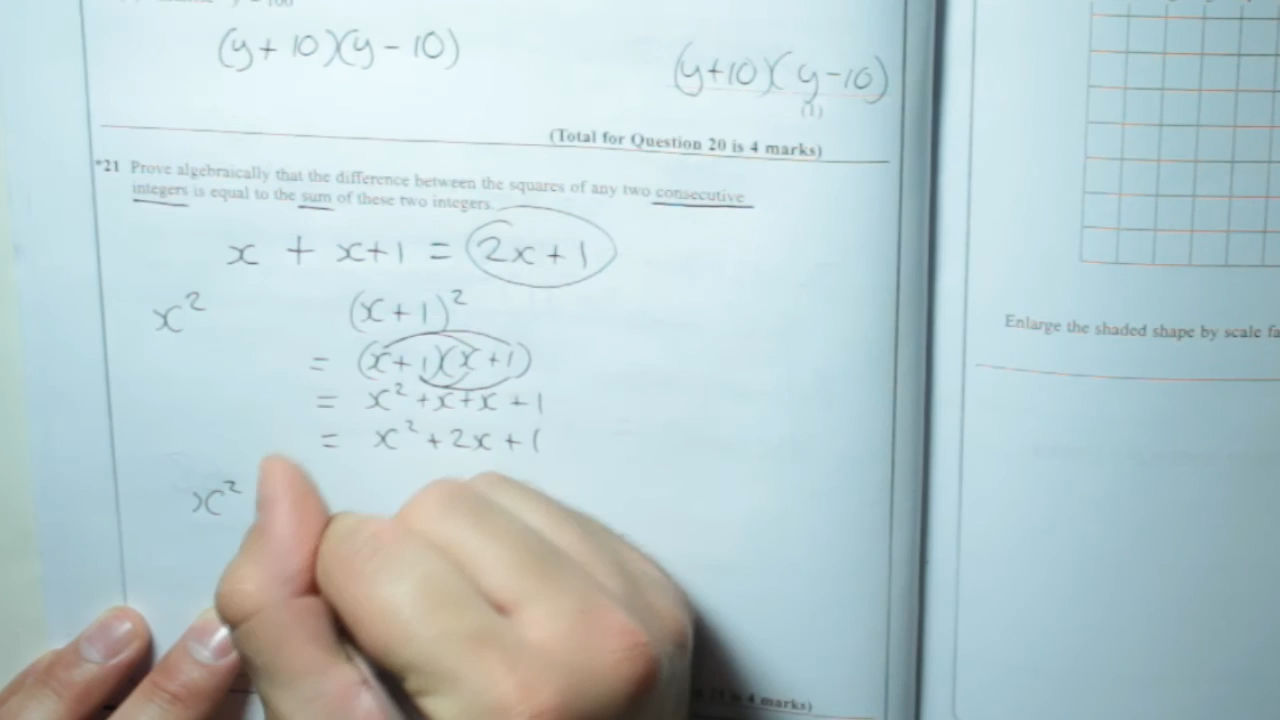 (y+10)(y-10)
(y+10)(y-10)
(1)
(Total for Question 20 is 4 marks)
*21 Prove algebraically that the difference between the squares of any two consecutive
integers is equal to the sum of these two integers.
x + x+1 = 2x+1
x² (x+1)²
= (x+1)(x+1)
= x²+x+x+1
= x²+2x+1
x²
4 marks)
Enlarge the shaded shape by scale